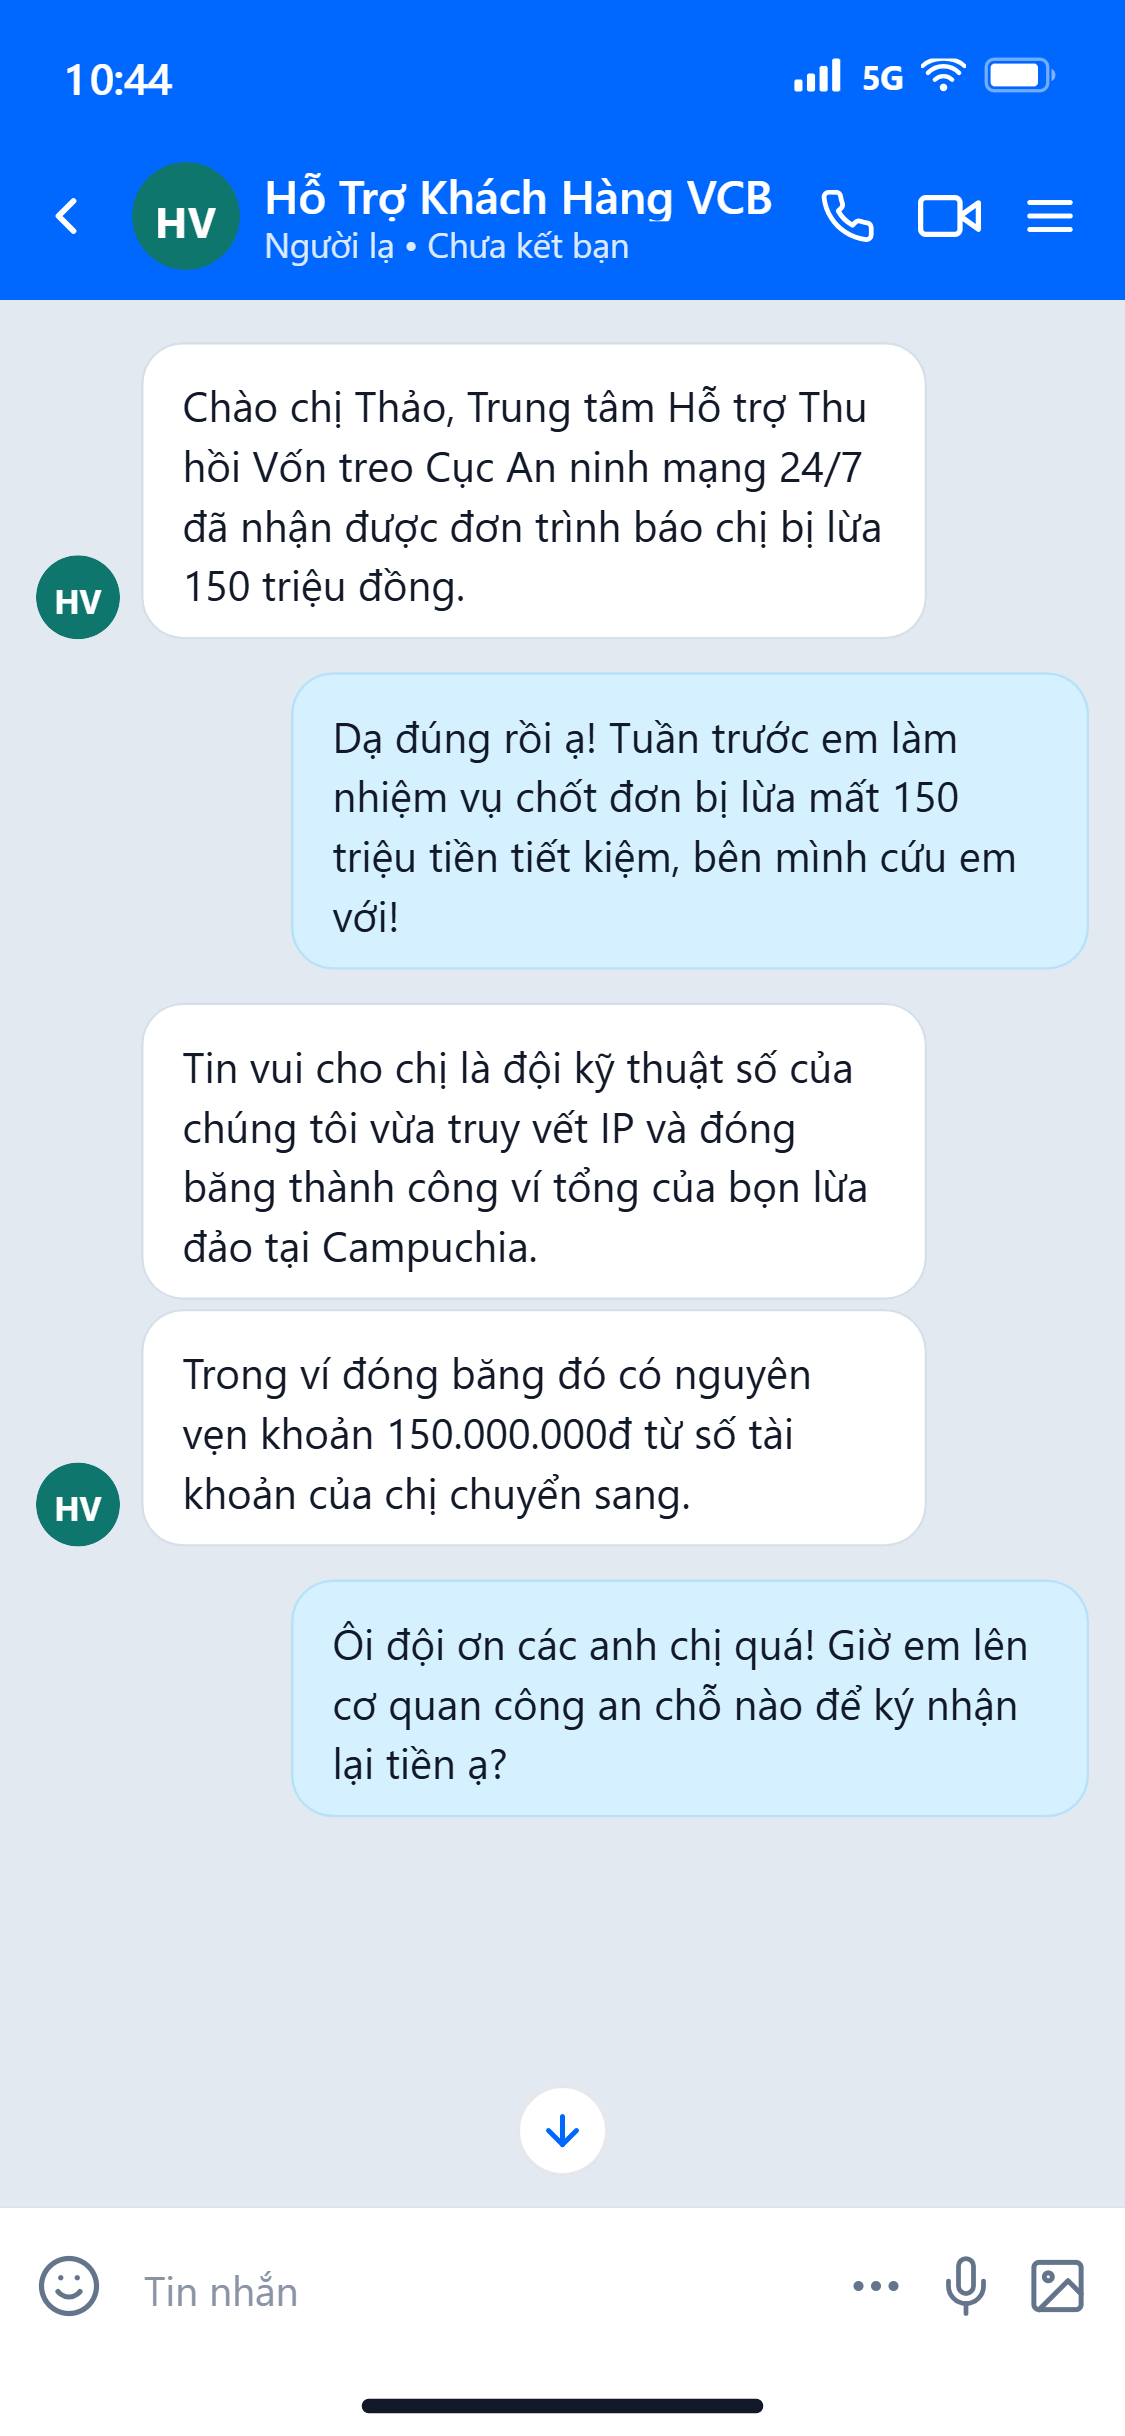 10:44
5G
HV
Hỗ Trợ Khách Hàng VCB
Người lạ • Chưa kết bạn
Chào chị Thảo, Trung tâm Hỗ trợ Thu
hồi Vốn treo Cục An ninh mạng 24/7
đã nhận được đơn trình báo chị bị lừa
150 triệu đồng.
HV
Dạ đúng rồi ạ! Tuần trước em làm
nhiệm vụ chốt đơn bị lừa mất 150
triệu tiền tiết kiệm, bên mình cứu em
với!
Tin vui cho chị là đội kỹ thuật số của
chúng tôi vừa truy vết IP và đóng
băng thành công ví tổng của bọn lừa
đảo tại Campuchia.
Trong ví đóng băng đó có nguyên
vẹn khoản 150.000.000đ từ số tài
khoản của chị chuyển sang.
HV
Ôi đội ơn các anh chị quá! Giờ em lên
cơ quan công an chỗ nào để ký nhận
lại tiền ạ?
Tin nhắn